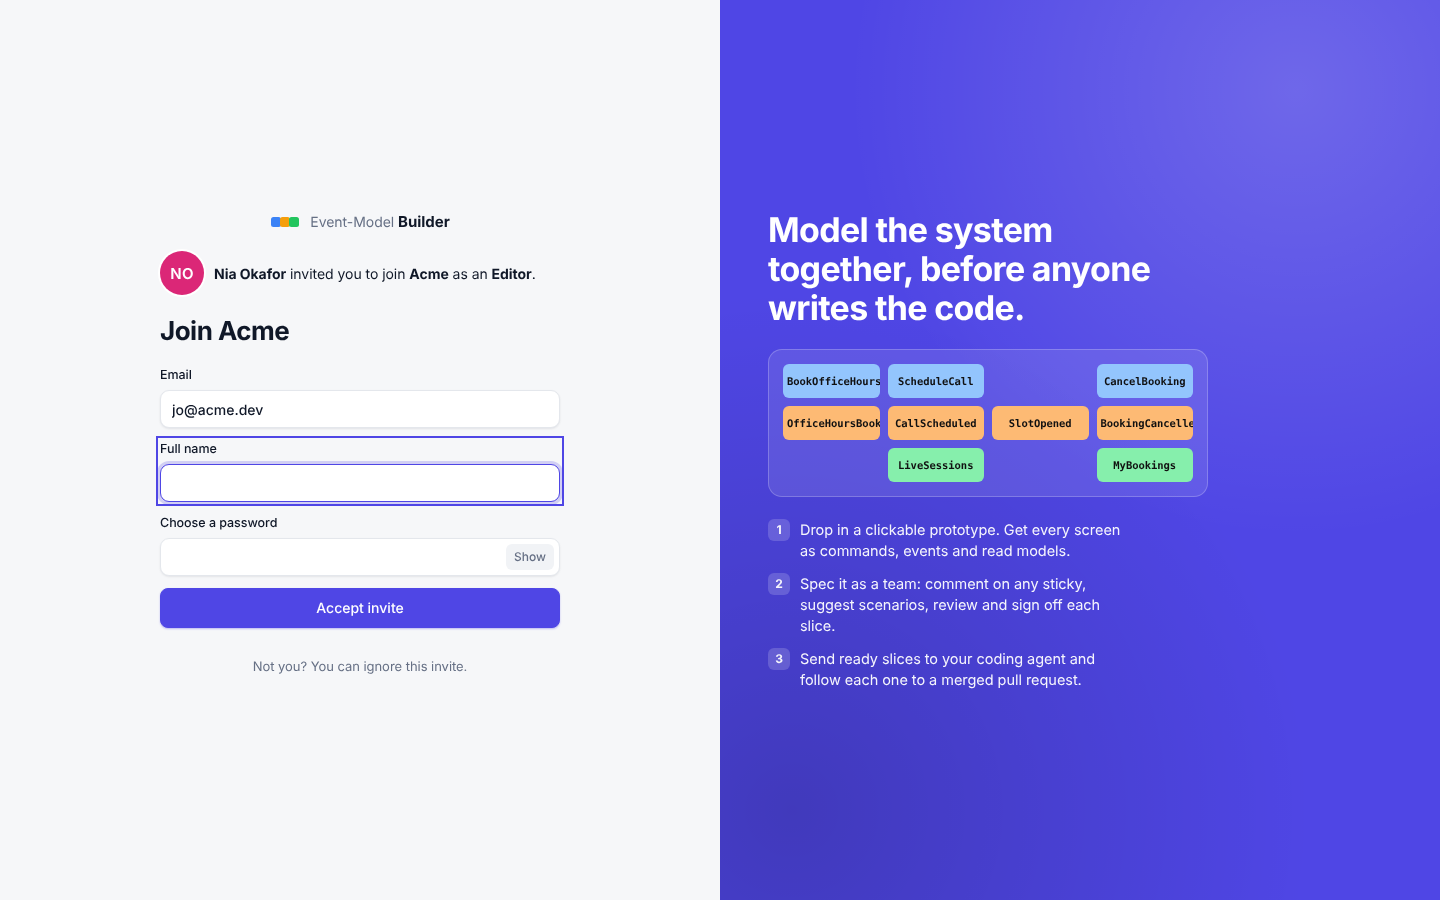 Event-Model Builder
NO
Nia Okafor invited you to join Acme as an Editor.
Join Acme
Email
jo@acme.dev
Full name
Choose a password
Show
Accept invite
Not you? You can ignore this invite.
Model the system
together, before anyone
writes the code.
BookOfficeHours ScheduleCall CancelBooking
OfficeHoursBook CallScheduled SlotOpened BookingCancelle
LiveSessions MyBookings
1 Drop in a clickable prototype. Get every screen
as commands, events and read models.
2 Spec it as a team: comment on any sticky,
suggest scenarios, review and sign off each
slice.
3 Send ready slices to your coding agent and
follow each one to a merged pull request.